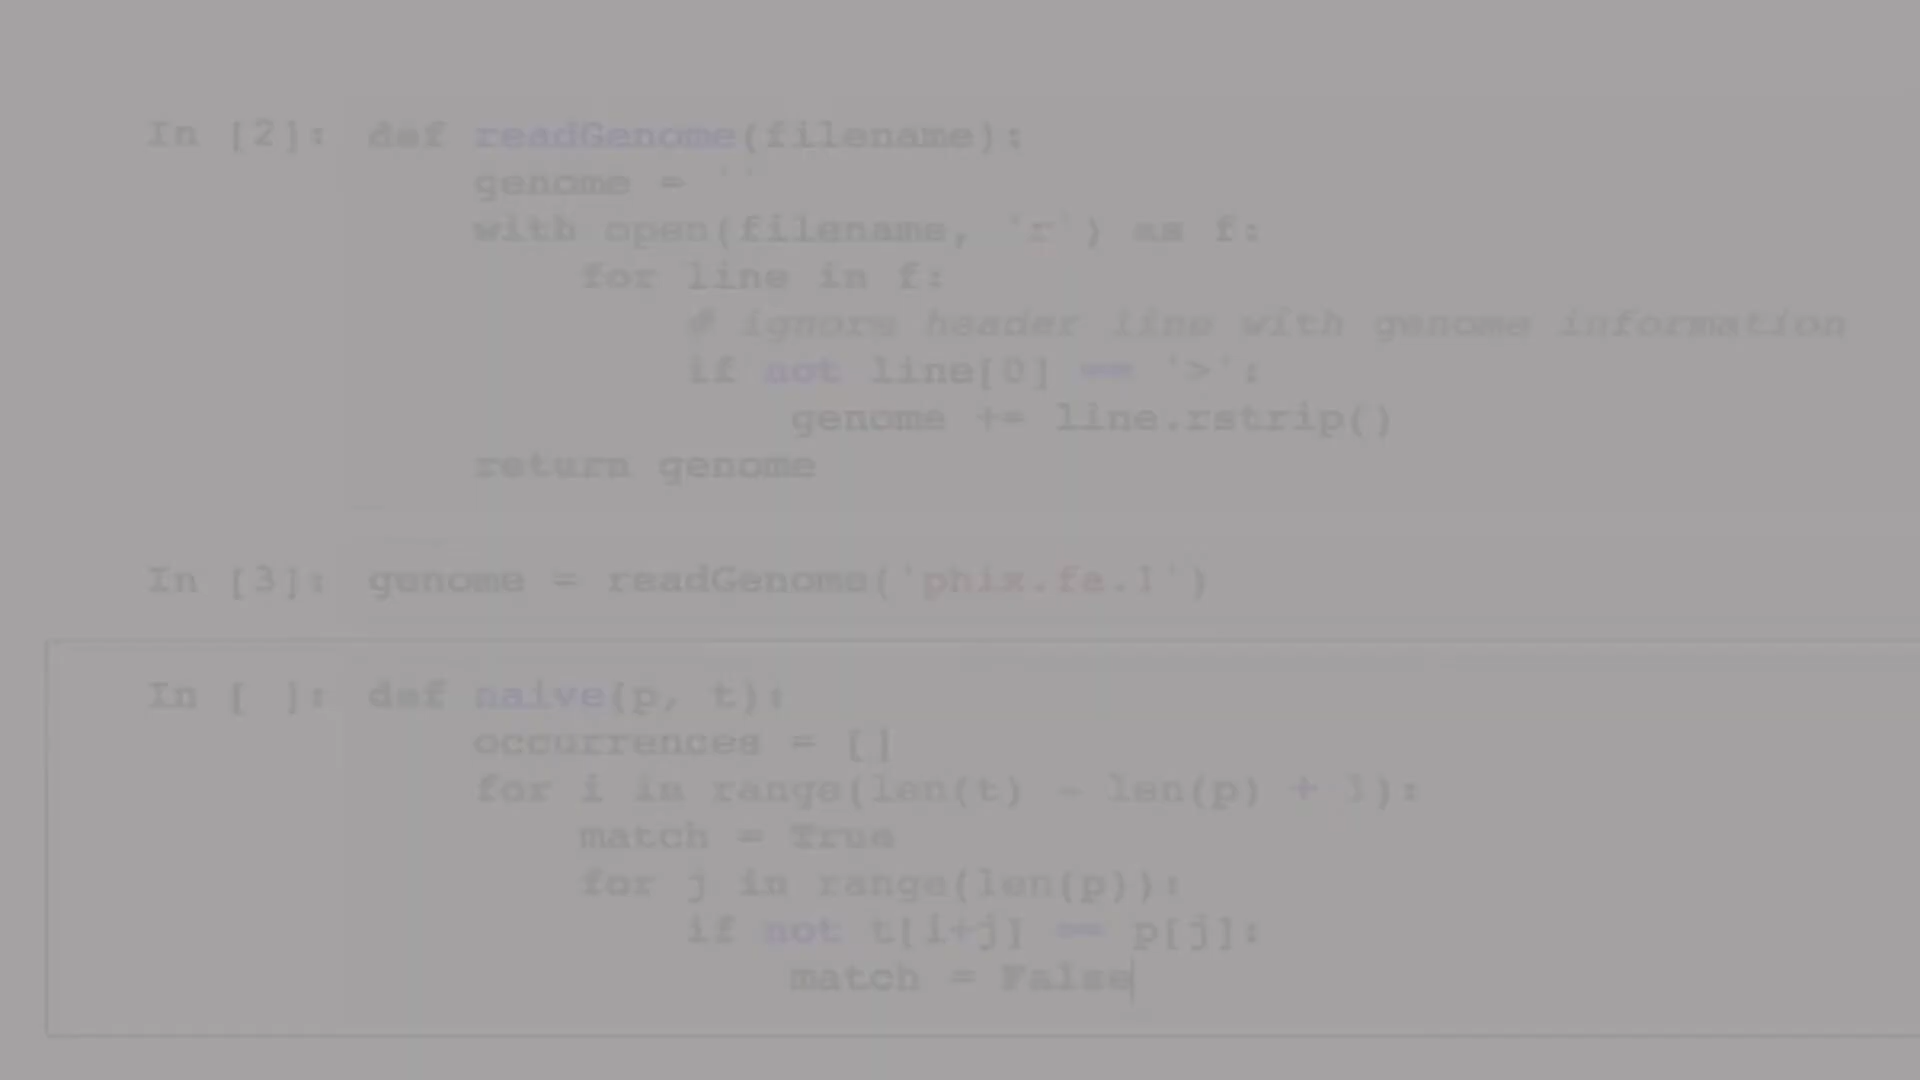 In [2]: def readGenome(filename):
genome = ''
with open(filename, 'r') as f:
for line in f:
# ignore header line with genome information
if not line[0] == '>':
genome += line.rstrip()
return genome
In [3]: genome = readGenome('phix.fa.1')
In [ ]: def naive(p, t):
occurrences = []
for i in range(len(t) - len(p) + 1):
match = True
for j in range(len(p)):
if not t[i+j] == p[j]:
match = False